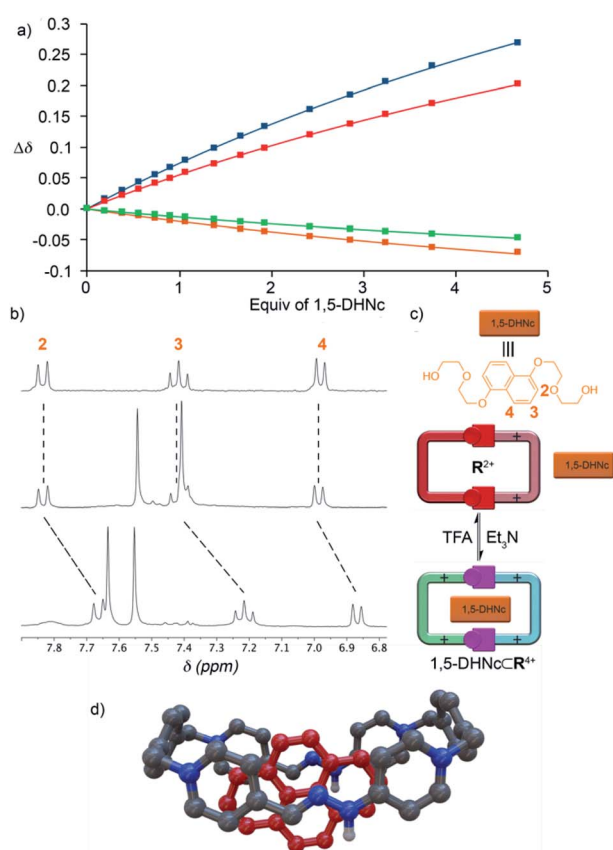 a)
0.3
0.25
0.2
0.15
Δδ
0.1
0.05
0.0
-0.05
-0.1
0 1 2 3 4 5
Equiv of 1,5-DHNc
b)
2 3 4
7.8 7.7 7.6 7.5 7.4 7.3 7.2 7.1 7.0 6.9 6.8
δ (ppm)
c)
1,5-DHNc
HO O O
O 2 O OH
O 4 3
R2+
+
+
1,5-DHNc
TFA Et3N
+ +
1,5-DHNc
+ +
1,5-DHNc⊂R4+
d)